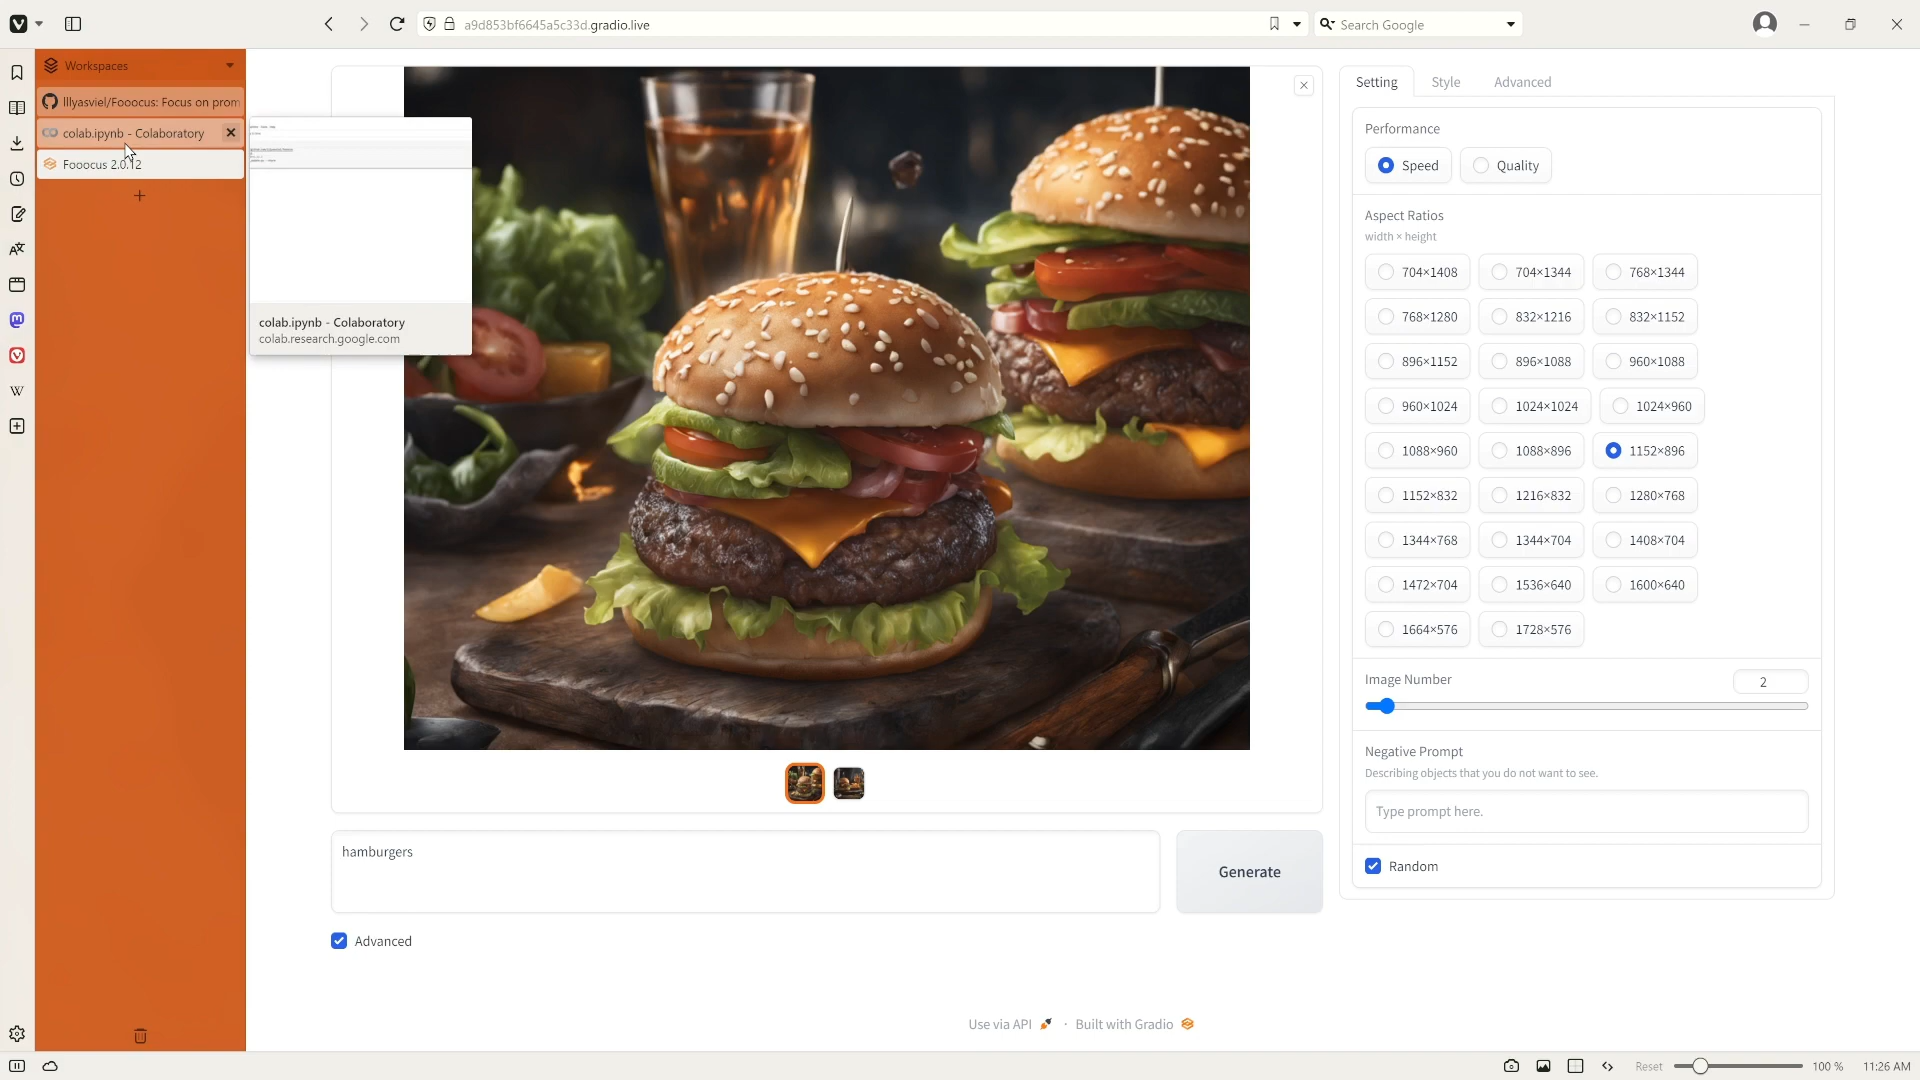 a9d853bf6645a5c33d.gradio.live
Search Google
Workspaces
lllyasviel/Fooocus: Focus on prom
colab.ipynb - Colaboratory
Fooocus 2.0.12
colab.ipynb - Colaboratory
colab.research.google.com
hamburgers
Generate
Advanced
Setting Style Advanced
Performance
Speed Quality
Aspect Ratios
width × height
704×1408 704×1344 768×1344
768×1280 832×1216 832×1152
896×1152 896×1088 960×1088
960×1024 1024×1024 1024×960
1088×960 1088×896 1152×896
1152×832 1216×832 1280×768
1344×768 1344×704 1408×704
1472×704 1536×640 1600×640
1664×576 1728×576
Image Number 2
Negative Prompt
Describing objects that you do not want to see.
Type prompt here.
Random
Use via API · Built with Gradio
Reset 100 % 11:26 AM